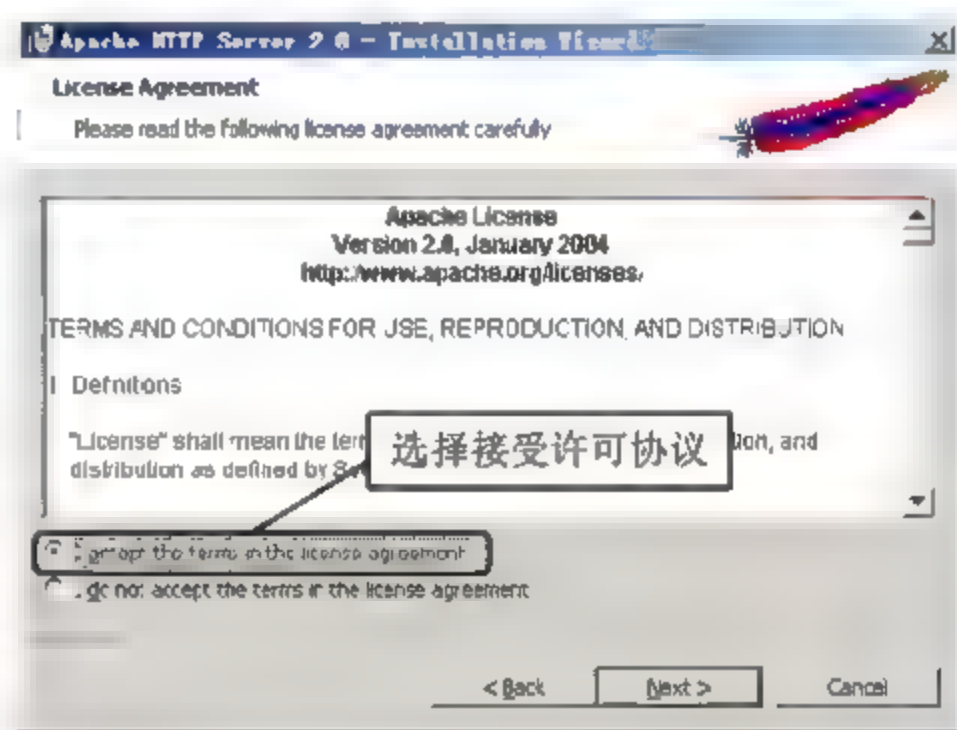 Apache HTTP Server 2.0 - Installation Wizard
License Agreement
Please read the following license agreement carefully
Apache License
Version 2.0, January 2004
http://www.apache.org/licenses/
TERMS AND CONDITIONS FOR USE, REPRODUCTION, AND DISTRIBUTION
Definitions
"License" shall mean the
选择接受许可协议
and
distribution as defined by
I accept the terms in the license agreement
I do not accept the terms in the license agreement
< Back
Next >
Cancel